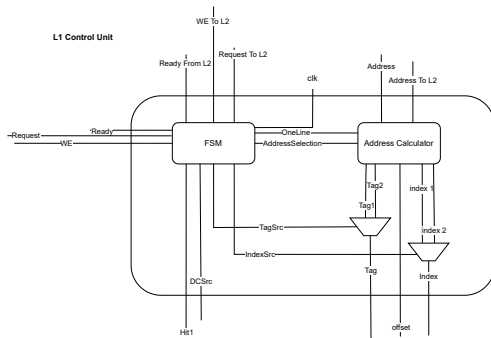 WE To L2
L1 Control Unit
Request To L2
Ready From L2
Address
clk
Address To L2
Request
Ready
OneLine
WE
FSM
AddressSelection
Address Calculator
Tag2
index 1
Tag1
TagSrc
index 2
IndexSrc
Tag
Index
DCSrc
Hit1
offset